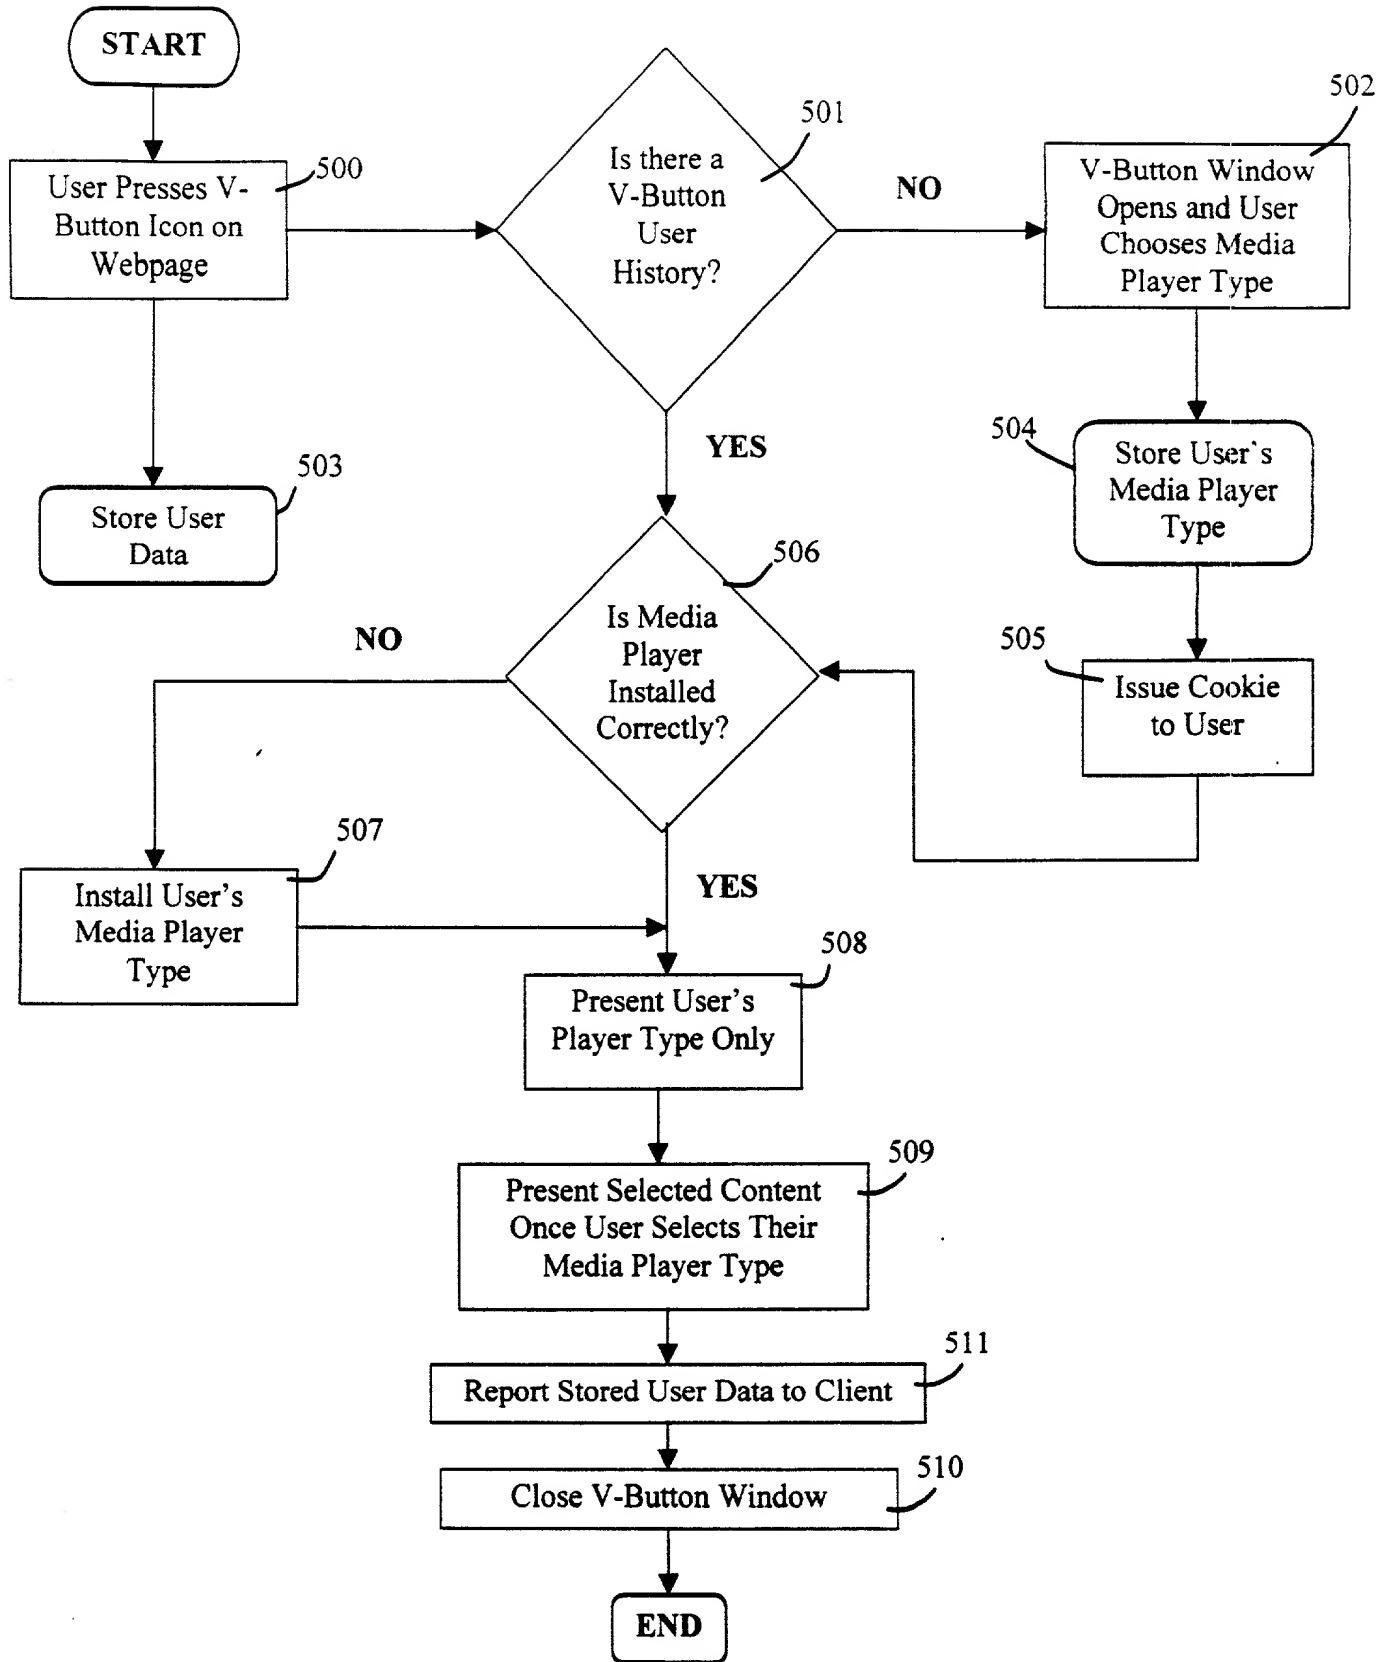 START
500
User Presses V-
Button Icon on
Webpage
501
Is there a
V-Button
User
History?
NO
502
V-Button Window
Opens and User
Chooses Media
Player Type
YES
503
Store User
Data
504
Store User`s
Media Player
Type
505
Issue Cookie
to User
506
Is Media
Player
Installed
Correctly?
NO
507
Install User's
Media Player
Type
YES
508
Present User's
Player Type Only
509
Present Selected Content
Once User Selects Their
Media Player Type
511
Report Stored User Data to Client
510
Close V-Button Window
END